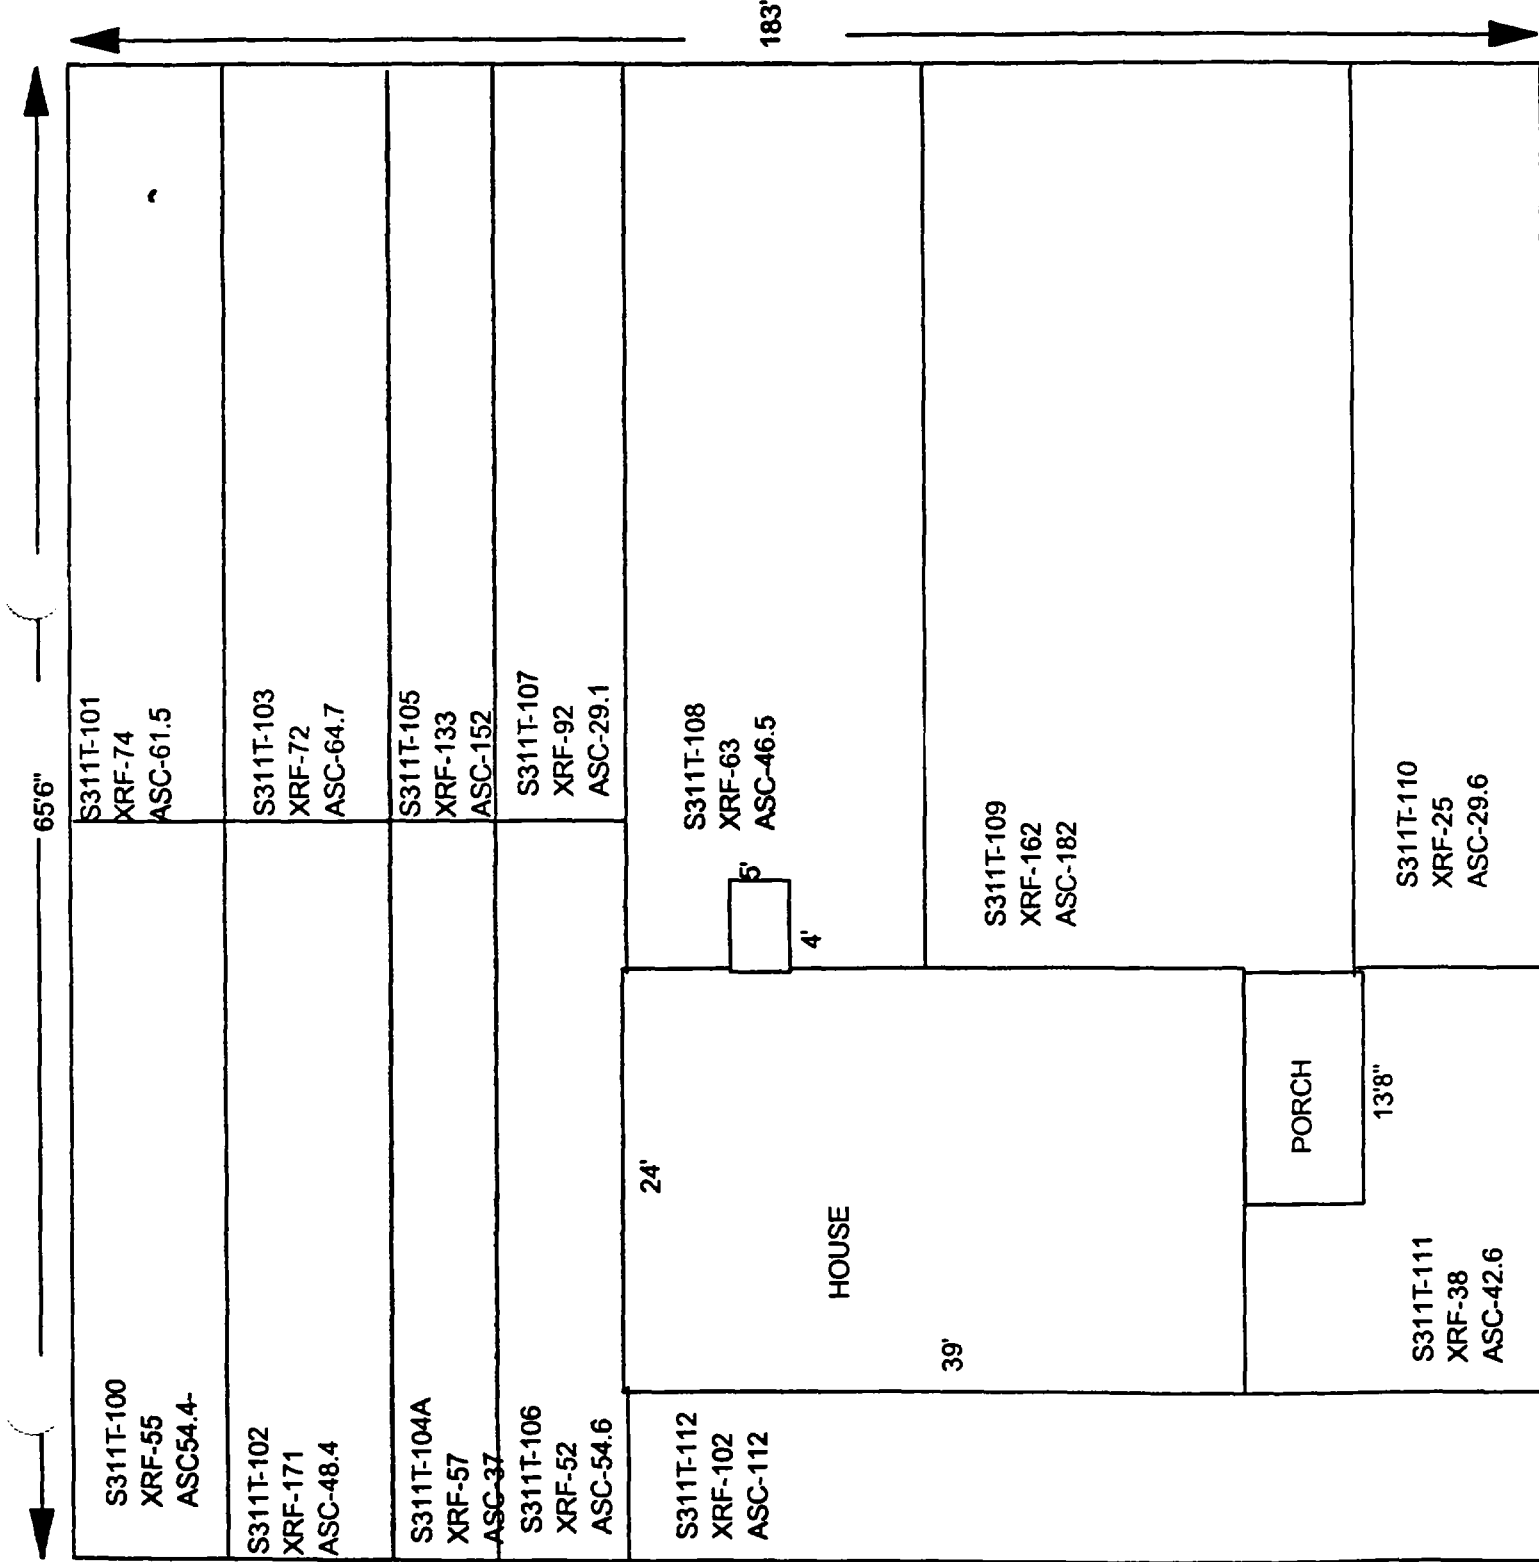 183'
65'6"
S311T-100
XRF-55
ASC54.4-
S311T-101
XRF-74
ASC-61.5
S311T-102
XRF-171
ASC-48.4
S311T-103
XRF-72
ASC-64.7
S311T-104A
XRF-57
ASC-37
S311T-105
XRF-133
ASC-152
S311T-106
XRF-52
ASC-54.6
S311T-107
XRF-92
ASC-29.1
S311T-112
XRF-102
ASC-112
24'
HOUSE
39'
S311T-108
XRF-63
ASC-46.5
5'
4'
S311T-109
XRF-162
ASC-182
PORCH
13'8"
S311T-111
XRF-38
ASC-42.6
S311T-110
XRF-25
ASC-29.6